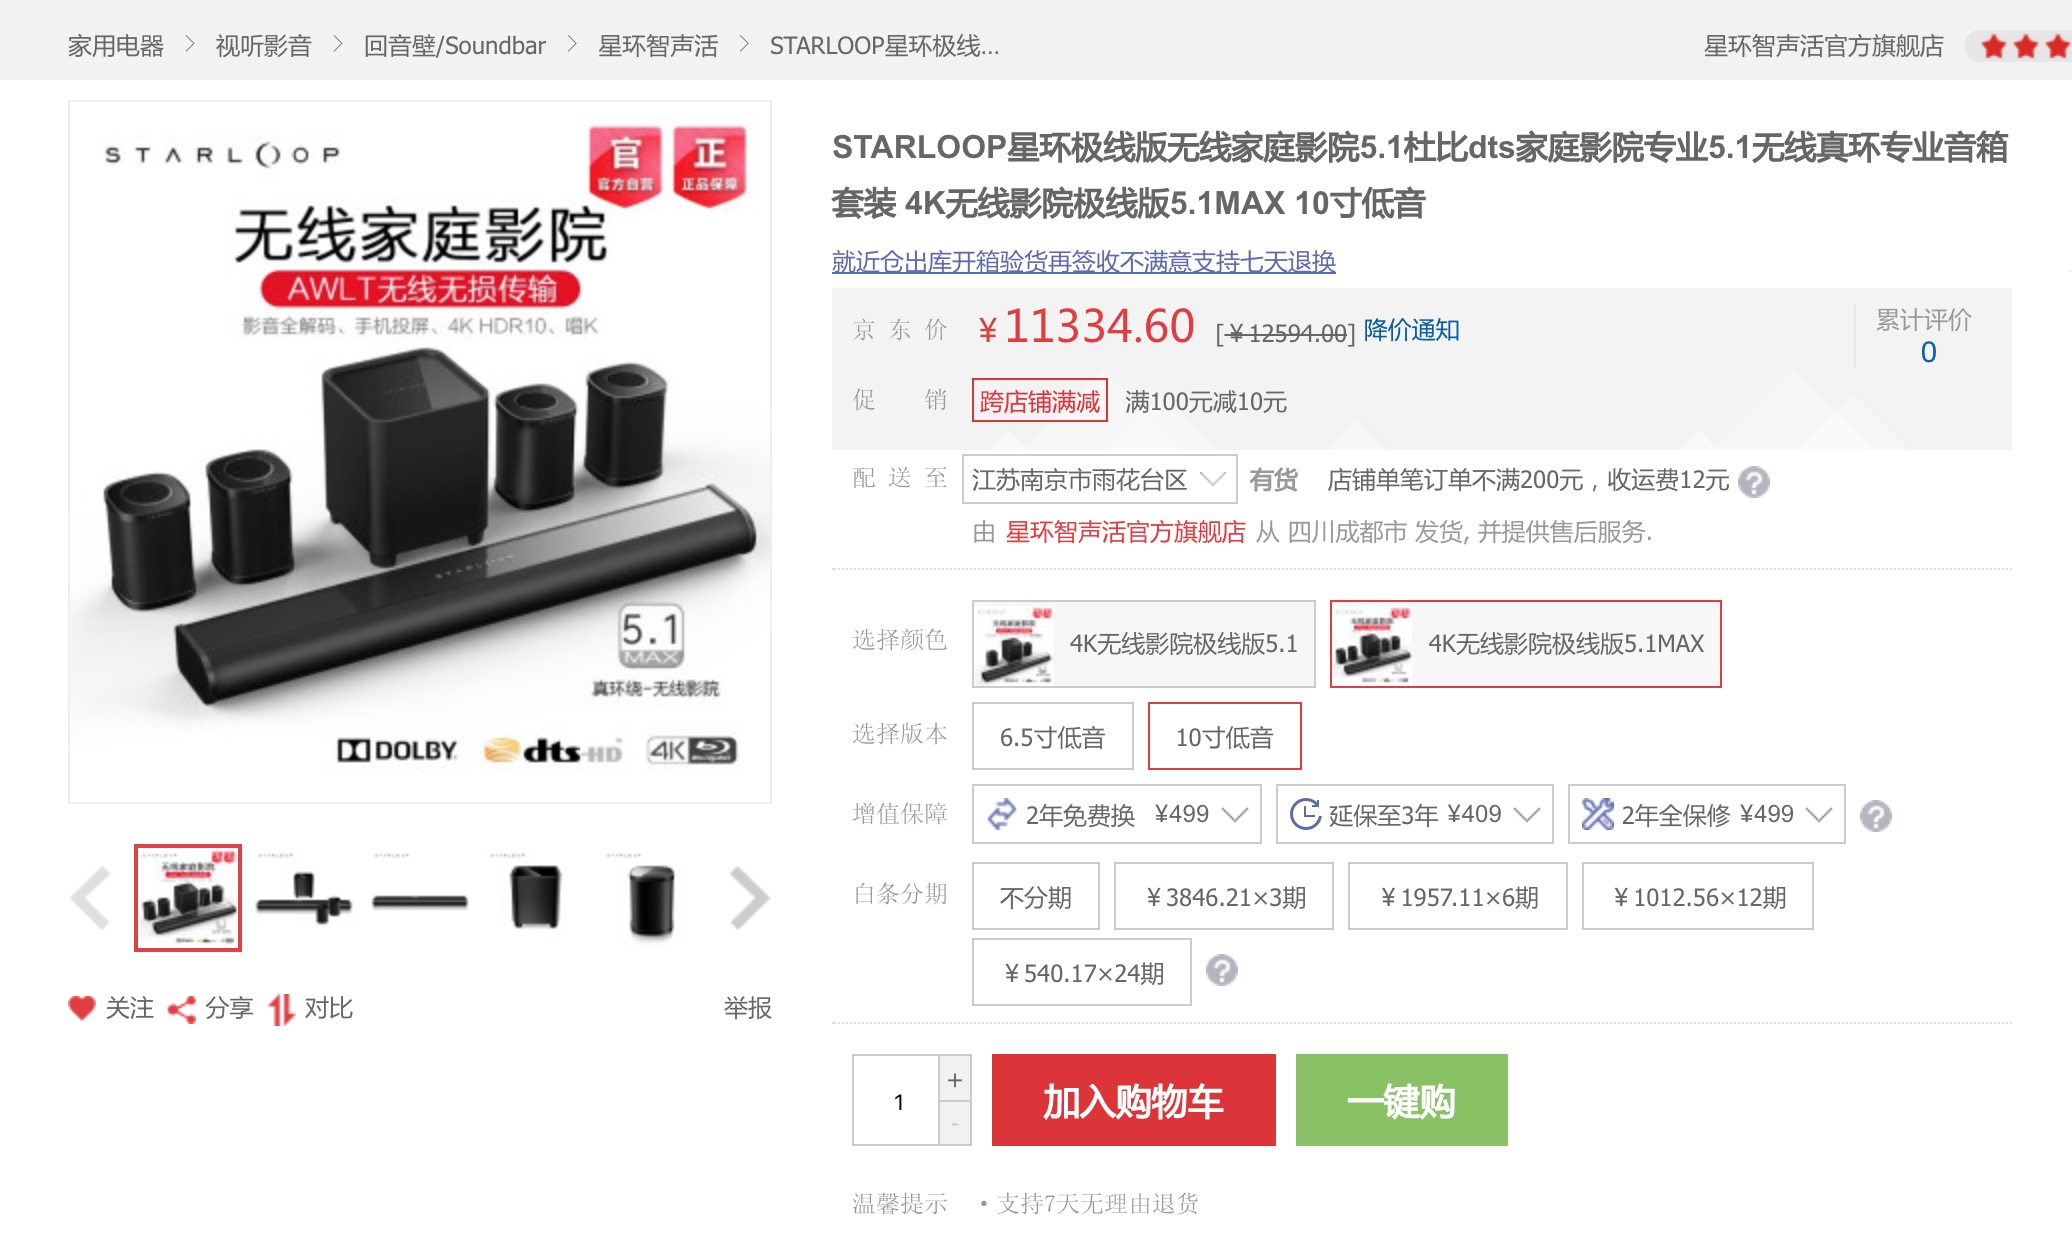 家用电器 > 视听影音 > 回音壁/Soundbar > 星环智声活 > STARLOOP星环极线...
星环智声活官方旗舰店
STARLOOP
官 官方自营
正 正品保障
无线家庭影院
AWLT无线无损传输
影音全解码、手机投屏、4K HDR10、唱K
STARLOOP
5.1
MAX
真环绕-无线影院
DOLBY dts-HD 4K
关注 分享 对比 举报
STARLOOP星环极线版无线家庭影院5.1杜比dts家庭影院专业5.1无线真环专业音箱
套装 4K无线影院极线版5.1MAX 10寸低音
就近仓出库开箱验货再签收不满意支持七天退换
京东价 ¥11334.60 [¥12594.00] 降价通知
累计评价
0
促销 跨店铺满减 满100元减10元
配送至 江苏南京市雨花台区 有货 店铺单笔订单不满200元，收运费12元 ?
由 星环智声活官方旗舰店 从 四川成都市 发货, 并提供售后服务.
选择颜色 4K无线影院极线版5.1 4K无线影院极线版5.1MAX
选择版本 6.5寸低音 10寸低音
增值保障 2年免费换 ¥499 延保至3年 ¥409 2年全保修 ¥499 ?
白条分期 不分期 ¥3846.21×3期 ¥1957.11×6期 ¥1012.56×12期
¥540.17×24期 ?
1 + - 加入购物车 一键购
温馨提示 ·支持7天无理由退货